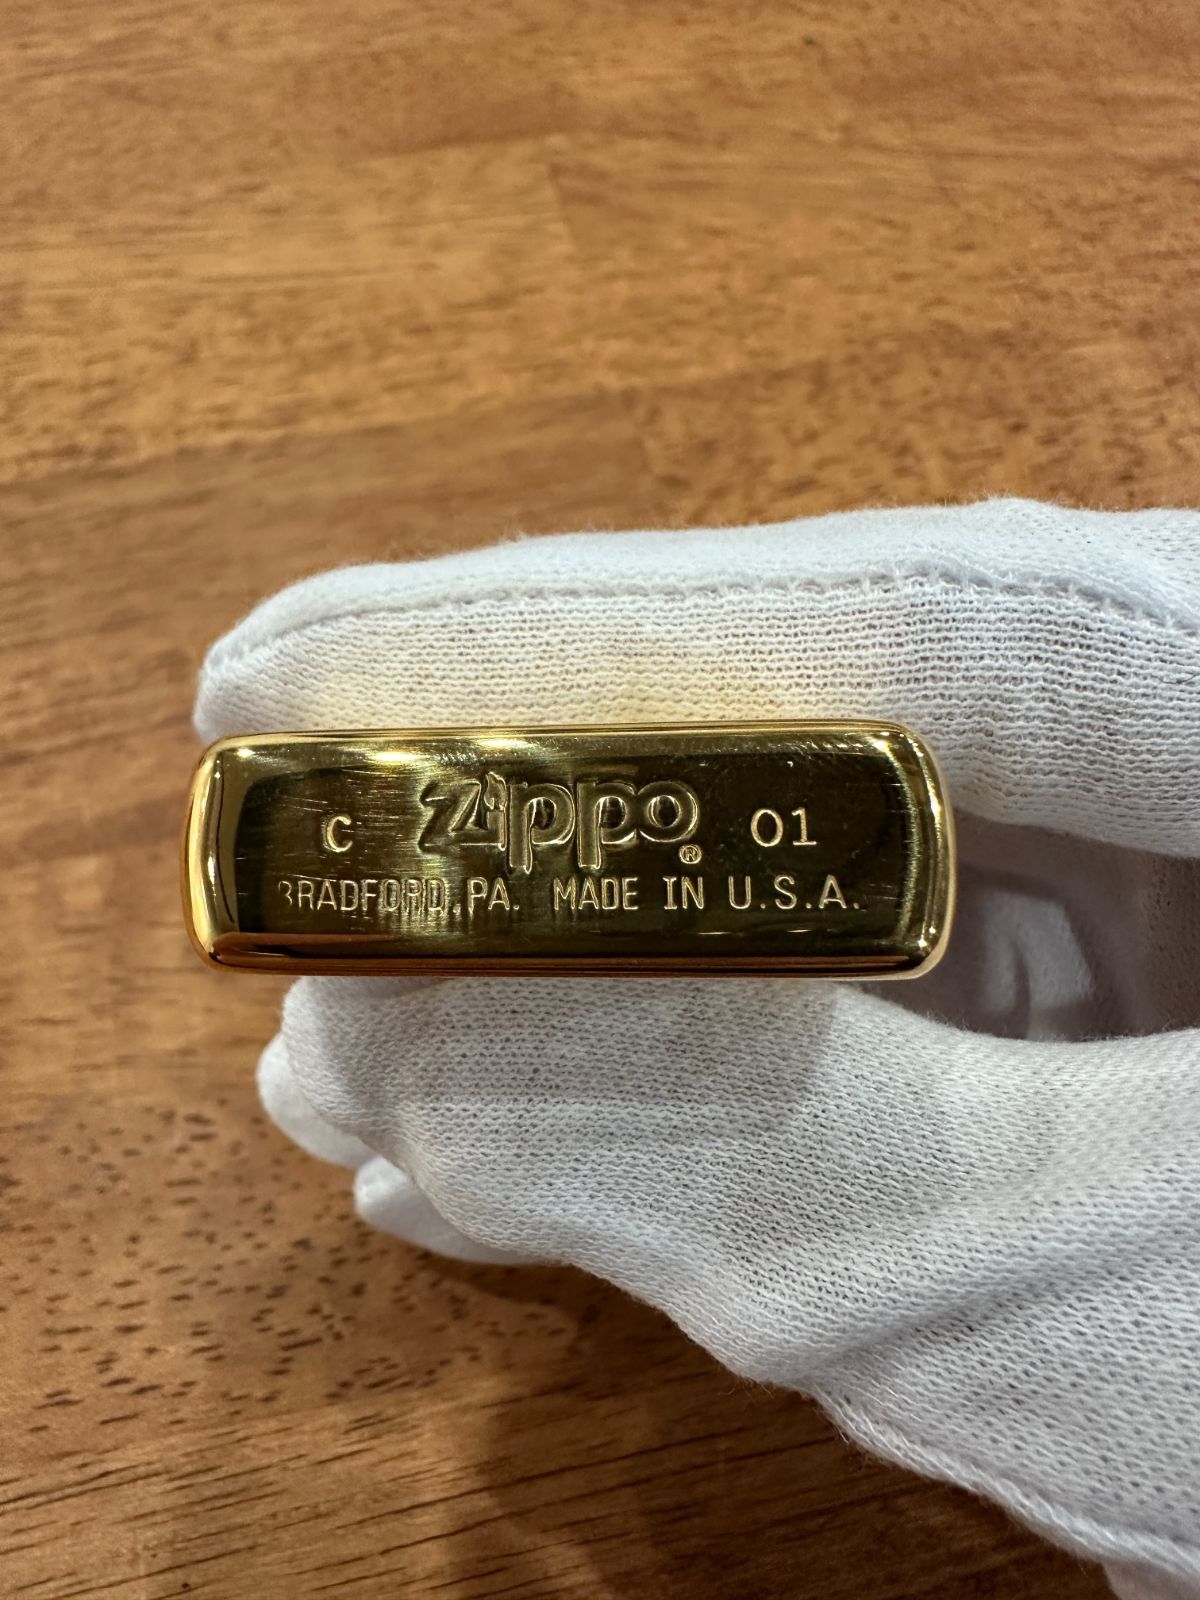 C zippo® 01
BRADFORD, PA. MADE IN U.S.A.